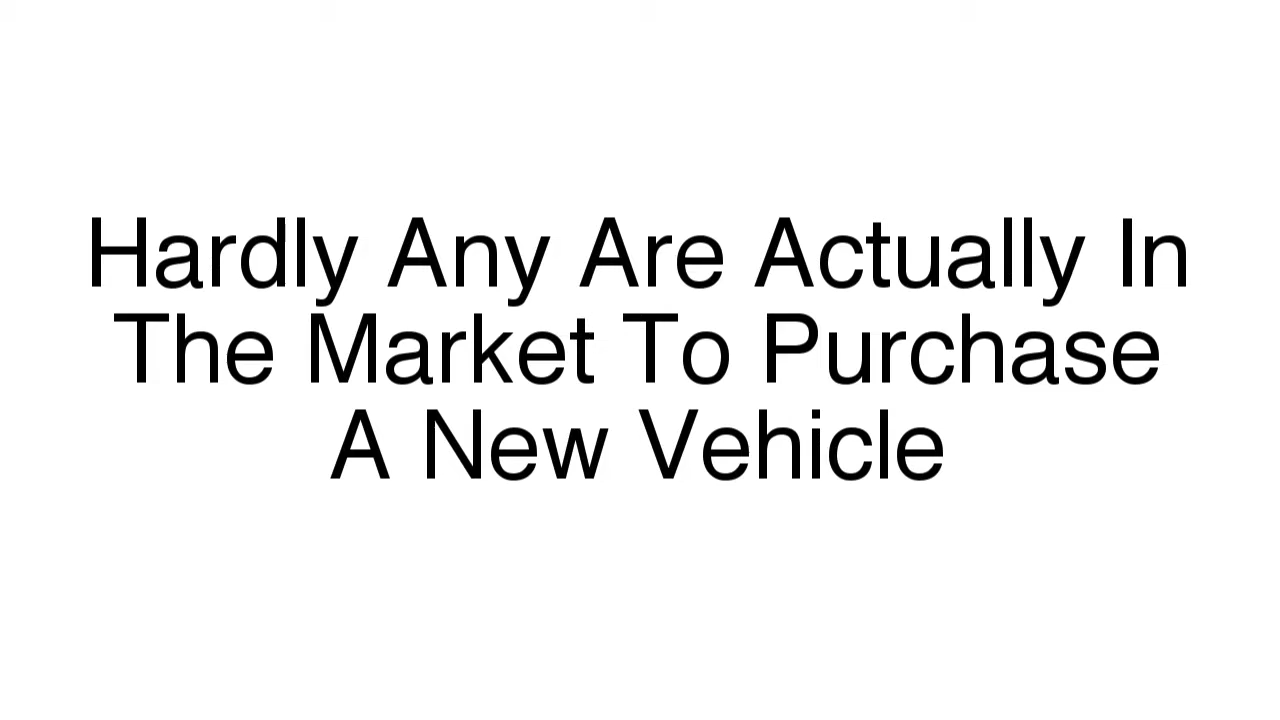 Hardly Any Are Actually In
The Market To Purchase
A New Vehicle